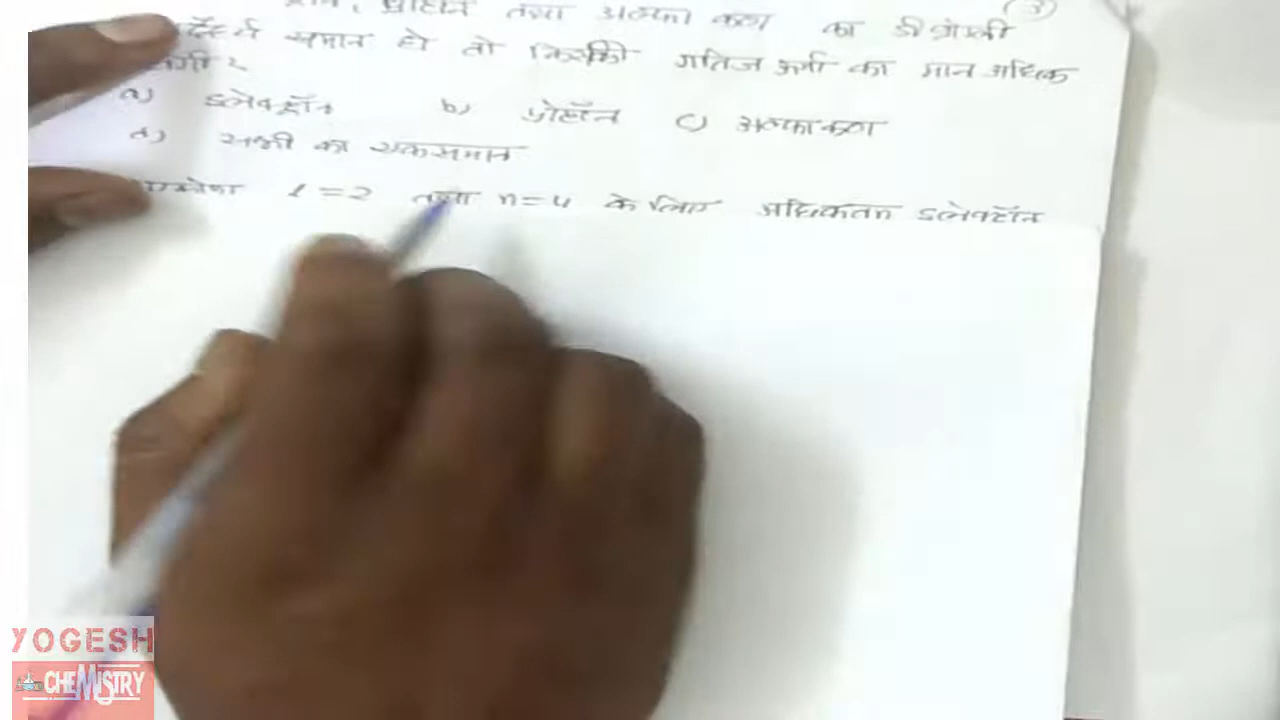 (3)
प्रोटॉन तथा अल्फा कण का डी ब्रोग्ली
समान हो तो किसकी गतिज ऊर्जा का मान अधिक
a) इलेक्ट्रॉन b) प्रोटॉन c) अल्फा कण
d) सभी का एकसमान
l=2 तथा n=4 के लिए अधिकतम इलेक्ट्रॉन
YOGESH
CHEMISTRY